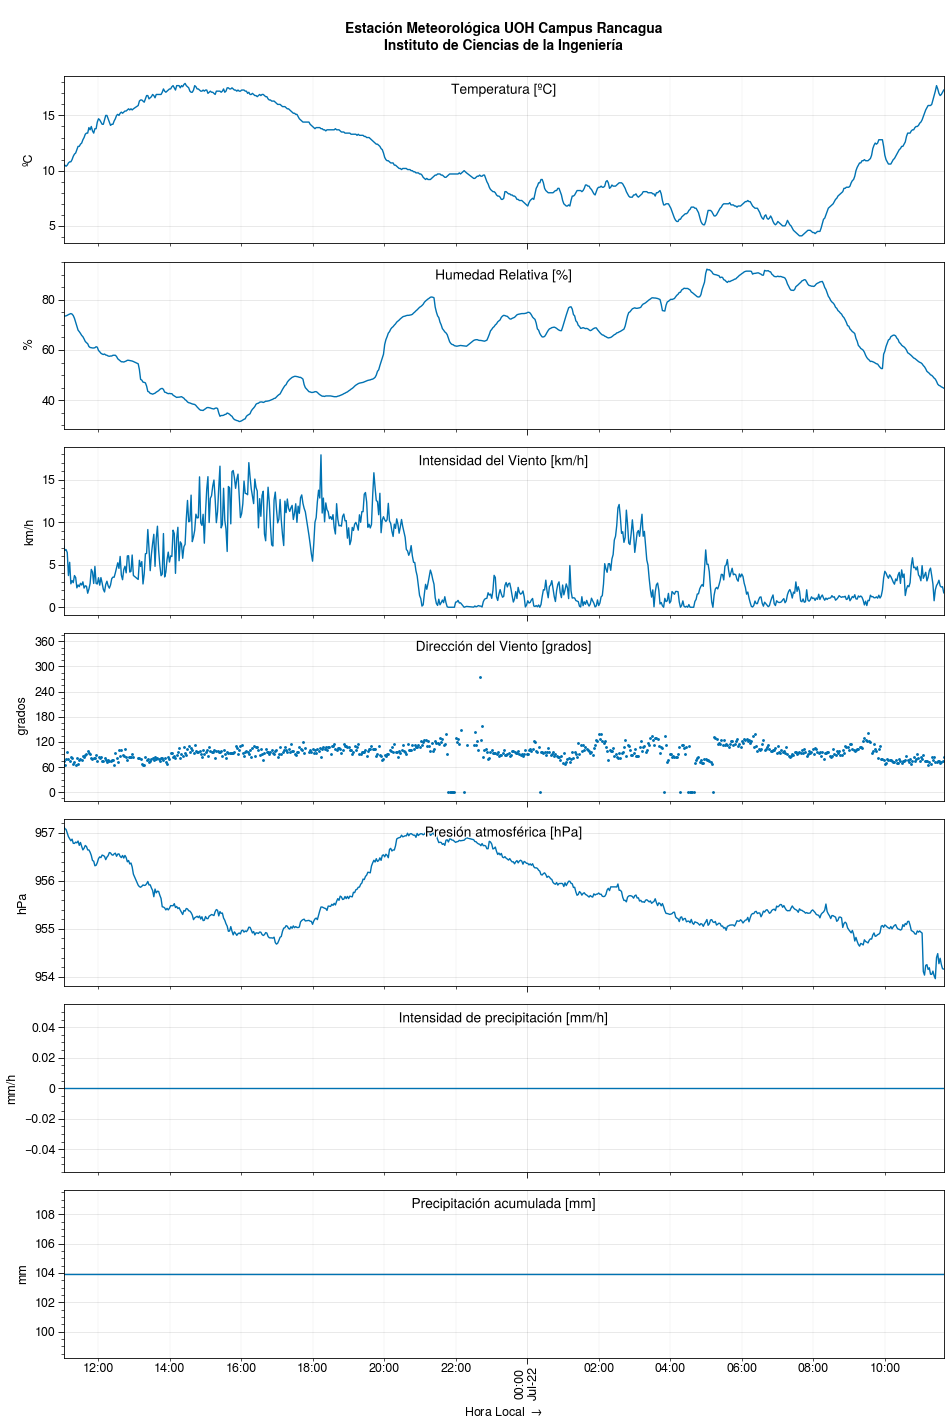 Estación Meteorológica UOH Campus Rancagua
Instituto de Ciencias de la Ingeniería
Temperatura [ºC]
15
10
5
ºC
Humedad Relativa [%]
80
60
40
%
Intensidad del Viento [km/h]
15
10
5
0
km/h
Dirección del Viento [grados]
360
300
240
180
120
60
0
grados
Presión atmosférica [hPa]
957
956
955
954
hPa
Intensidad de precipitación [mm/h]
0.04
0.02
0
−0.02
−0.04
mm/h
Precipitación acumulada [mm]
108
106
104
102
100
mm
12:00 14:00 16:00 18:00 20:00 22:00 00:00 02:00 04:00 06:00 08:00 10:00
Jul-22
Hora Local →